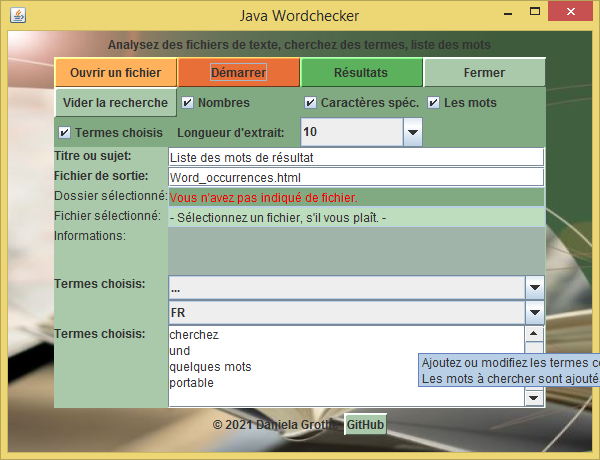 Java Wordchecker
Analysez des fichiers de texte, cherchez des termes, liste des mots
Ouvrir un fichier Démarrer Résultats Fermer
Vider la recherche Nombres Caractères spéc. Les mots
Termes choisis Longueur d'extrait: 10
Titre ou sujet: Liste des mots de résultat
Fichier de sortie: Word_occurrences.html
Dossier sélectionné: Vous n'avez pas indiqué de fichier.
Fichier sélectionné: - Sélectionnez un fichier, s'il vous plaît. -
Informations:
Termes choisis: ...
FR
Termes choisis: cherchez
und
quelques mots
portable
Ajoutez ou modifiez les termes
Les mots à chercher sont ajouté
© 2021 Daniela Groth GitHub